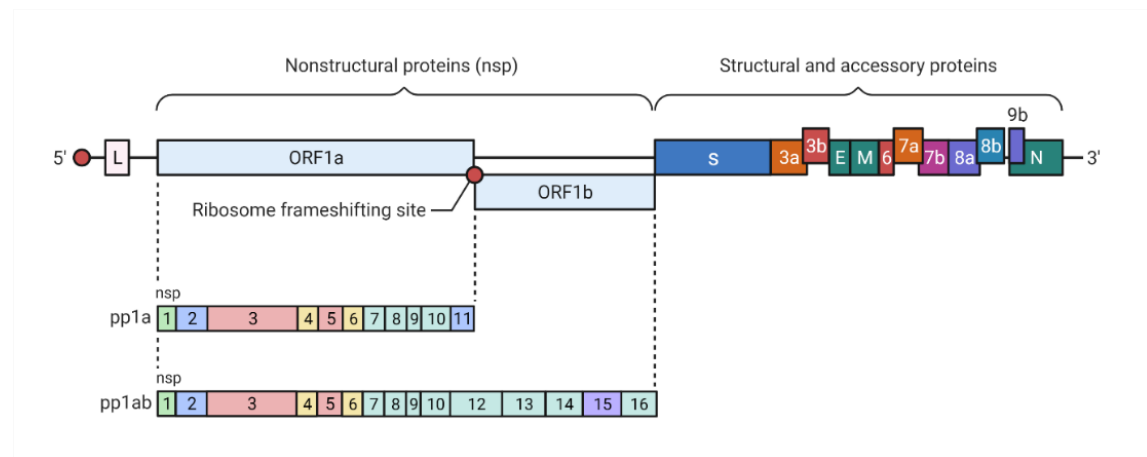 Nonstructural proteins (nsp)
Structural and accessory proteins
9b
5' L ORF1a S 3a 3b E M 6 7a 7b 8a 8b N 3'
ORF1b
Ribosome frameshifting site
nsp
pp1a 1 2 3 4 5 6 7 8 9 10 11
nsp
pp1ab 1 2 3 4 5 6 7 8 9 10 12 13 14 15 16